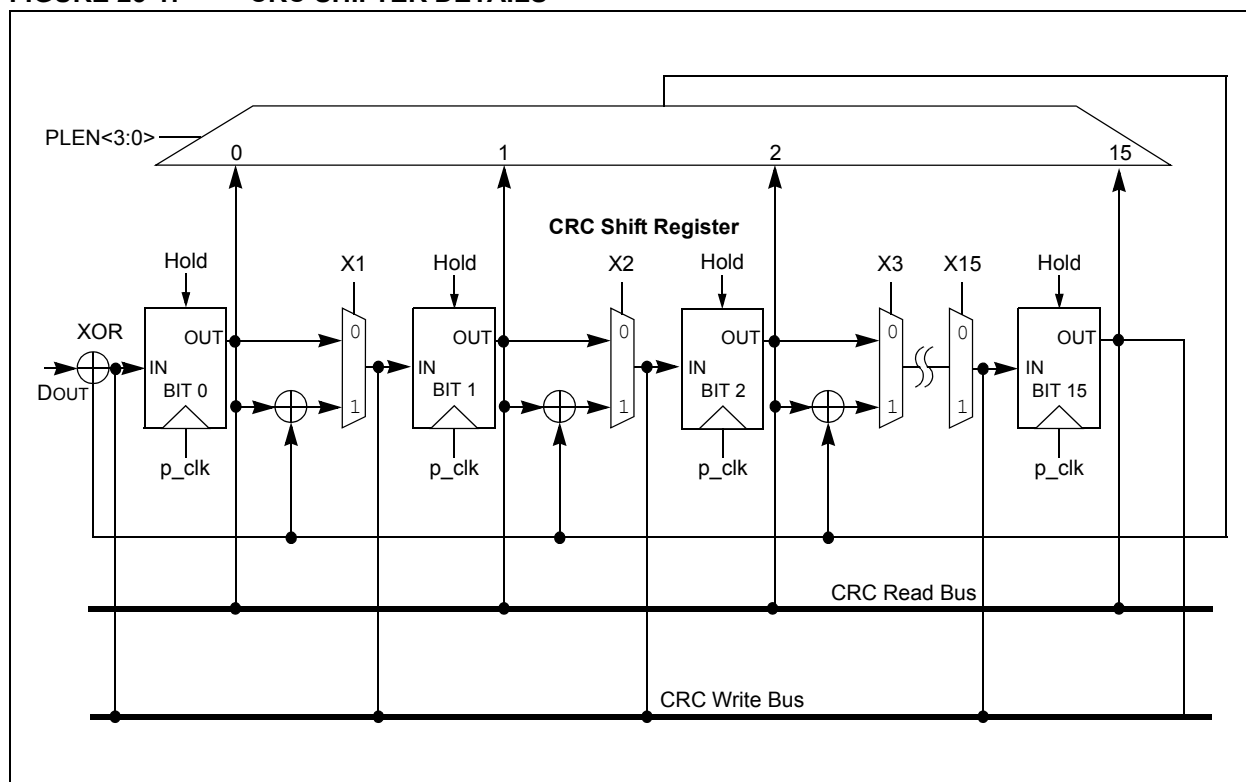 PLEN<3:0>
0 1 2 15
CRC Shift Register
Hold X1 Hold X2 Hold X3 X15 Hold
XOR
OUT 0 OUT 0 OUT 0 0 OUT
DOUT IN IN IN IN
BIT 0 1 BIT 1 1 BIT 2 1 1 BIT 15
p_clk p_clk p_clk p_clk
CRC Read Bus
CRC Write Bus